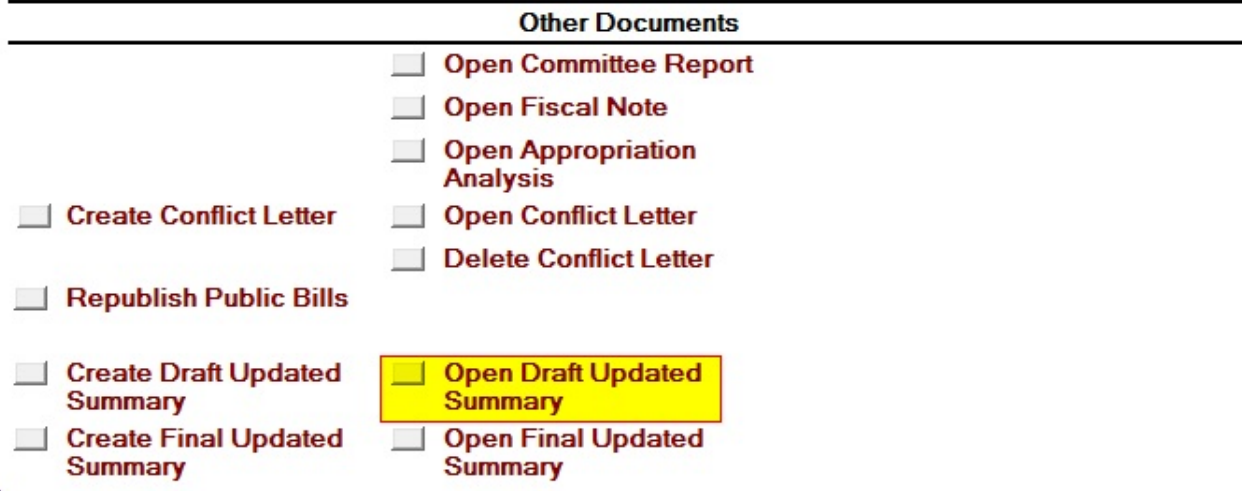 Other Documents
Open Committee Report
Open Fiscal Note
Open Appropriation
Analysis
Create Conflict Letter Open Conflict Letter
Delete Conflict Letter
Republish Public Bills
Create Draft Updated Open Draft Updated
Summary Summary
Create Final Updated Open Final Updated
Summary Summary